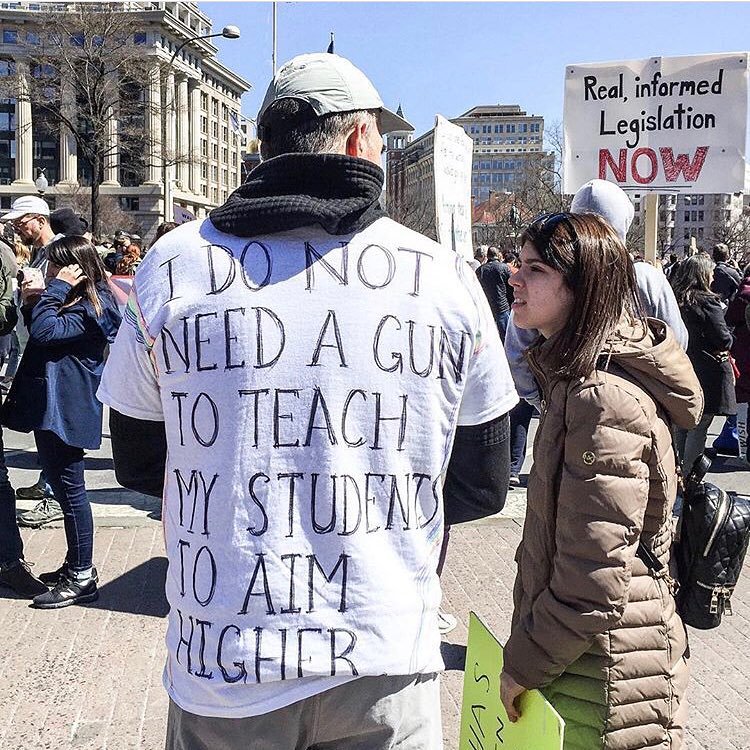 I DO NOT
NEED A GUN
TO TEACH
MY STUDENTS
TO AIM
HIGHER.
Real, informed
Legislation
NOW